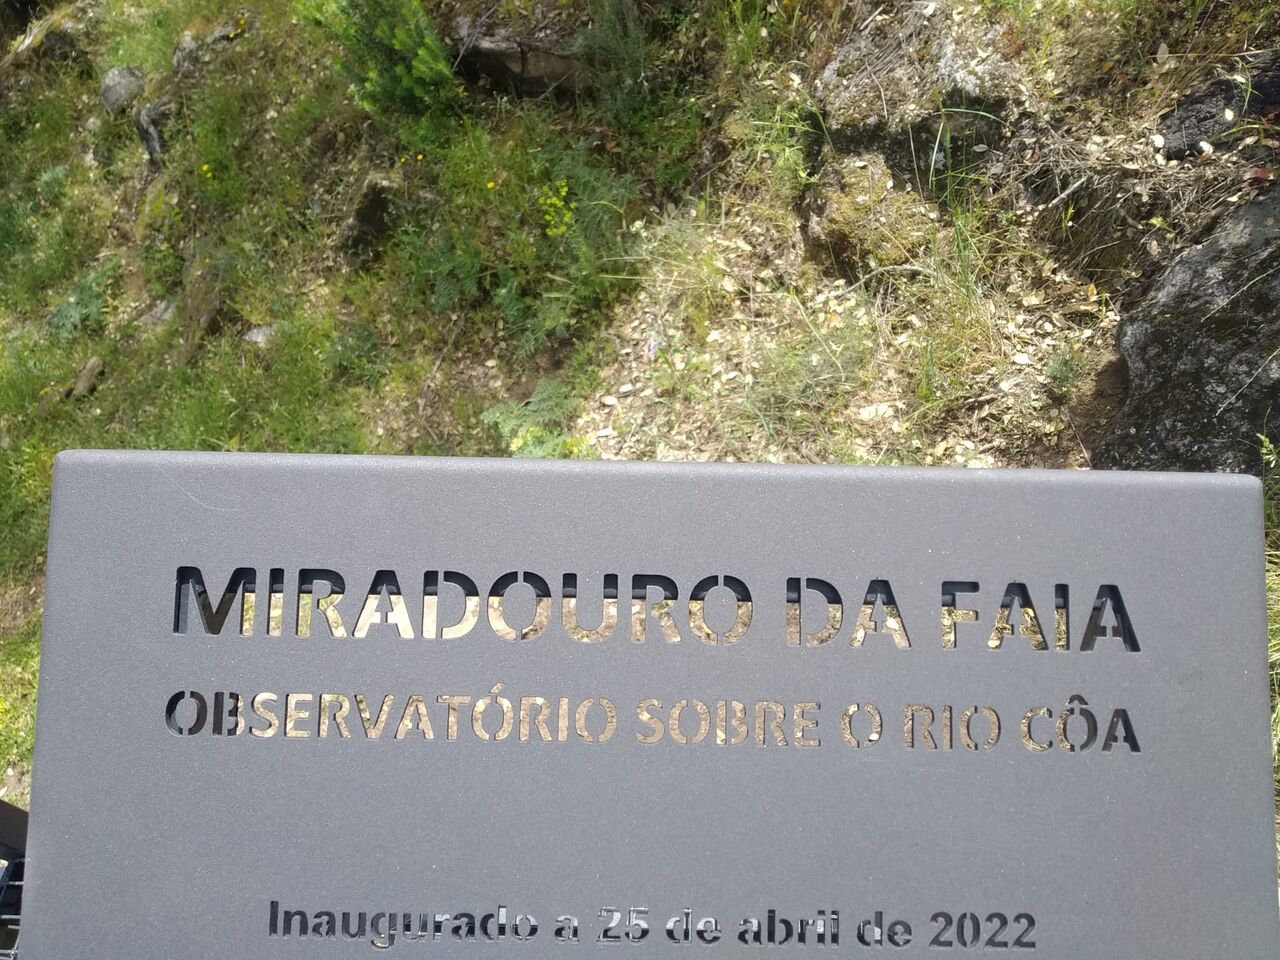 MIRADOURO DA FAIA
OBSERVATÓRIO SOBRE O RIO CÔA
Inaugurado a 25 de abril de 2022